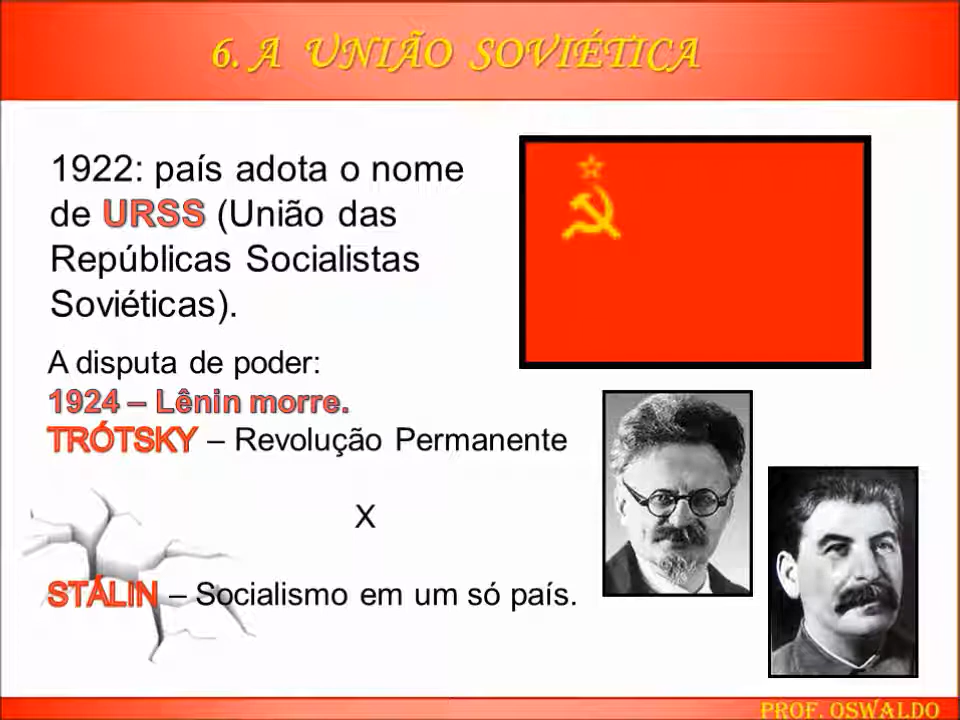 6. A UNIÃO SOVIÉTICA
1922: país adota o nome
de URSS (União das
Repúblicas Socialistas
Soviéticas).
A disputa de poder:
1924 – Lênin morre.
TRÓTSKY – Revolução Permanente
X
STÁLIN – Socialismo em um só país.
PROF. OSWALDO